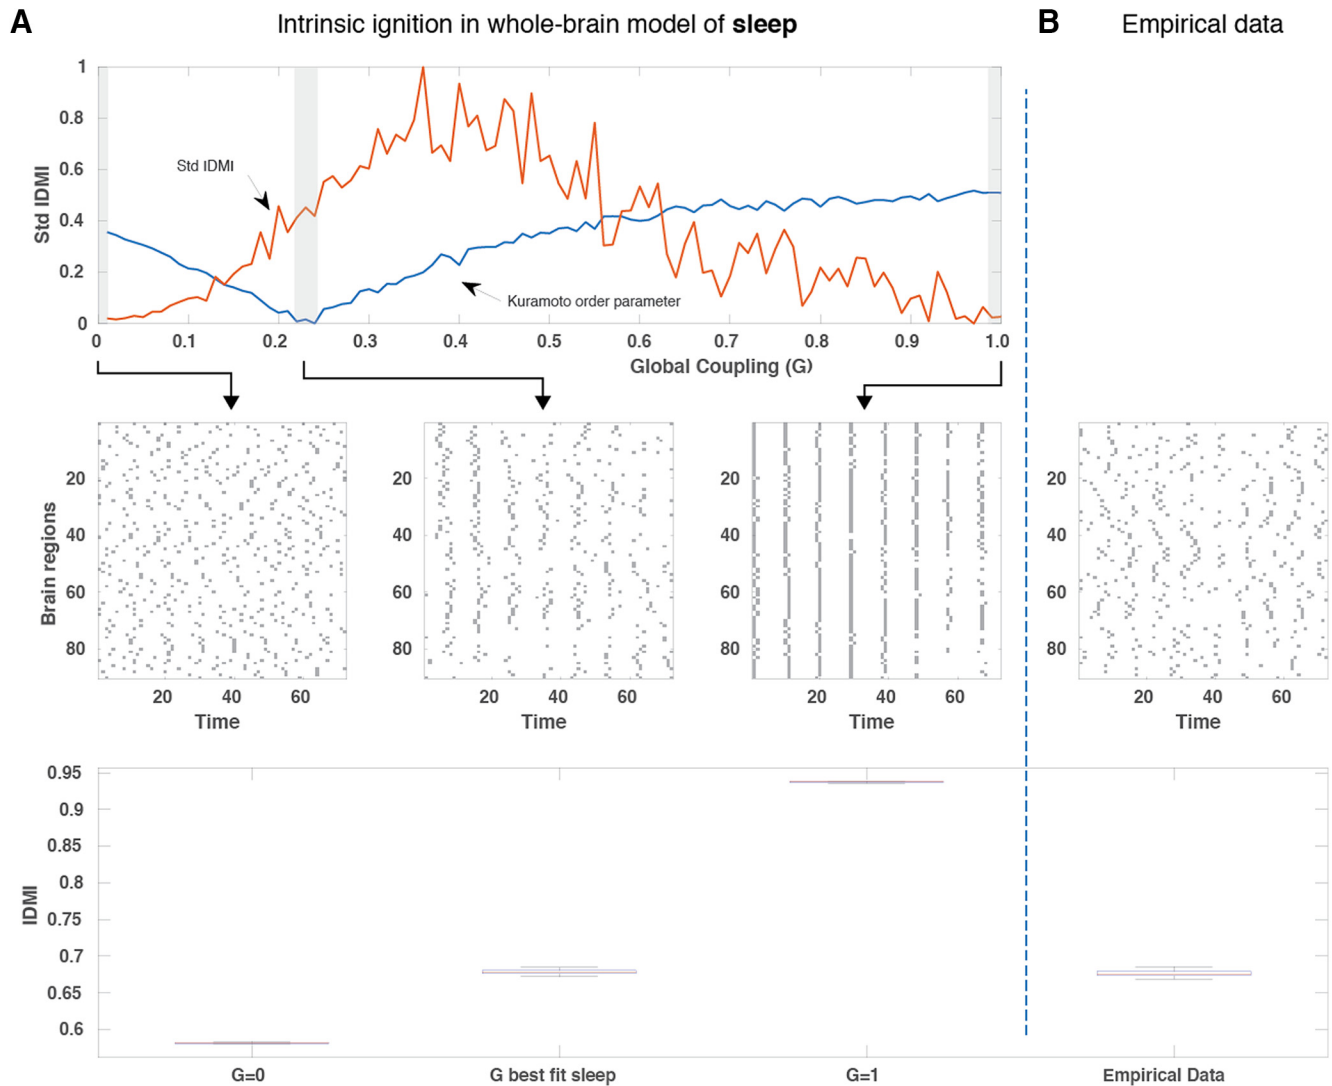 A
Intrinsic ignition in whole-brain model of sleep
B
Empirical data
Std IDMI
1
0.8
0.6
0.4
0.2
0
Std IDMI
Kuramoto order parameter
0
0.1
0.2
0.3
0.4
0.5
0.6
0.7
0.8
0.9
1.0
Global Coupling (G)
Brain regions
20
40
60
80
20
40
60
Time
20
40
60
80
20
40
60
Time
20
40
60
80
20
40
60
Time
20
40
60
80
20
40
60
Time
IDMI
0.95
0.9
0.85
0.8
0.75
0.7
0.65
0.6
G=0
G best fit sleep
G=1
Empirical Data